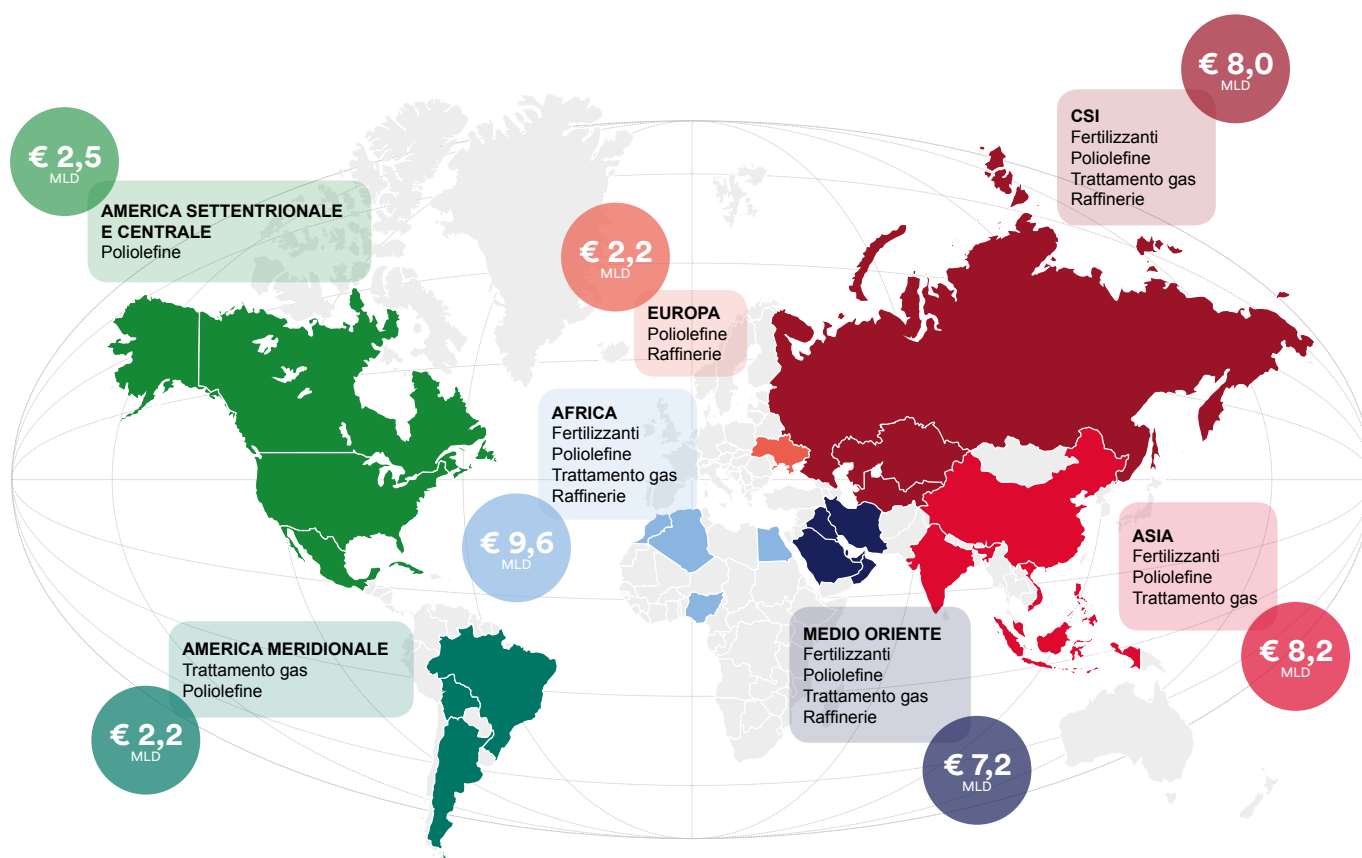 € 8,0
MLD
CSI
Fertilizzanti
Poliolefine
Trattamento gas
Raffinerie
€ 2,5
MLD
AMERICA SETTENTRIONALE
E CENTRALE
Poliolefine
€ 2,2
MLD
EUROPA
Poliolefine
Raffinerie
AFRICA
Fertilizzanti
Poliolefine
Trattamento gas
Raffinerie
€ 9,6
MLD
ASIA
Fertilizzanti
Poliolefine
Trattamento gas
€ 8,2
MLD
MEDIO ORIENTE
Fertilizzanti
Poliolefine
Trattamento gas
Raffinerie
€ 7,2
MLD
AMERICA MERIDIONALE
Trattamento gas
Poliolefine
€ 2,2
MLD